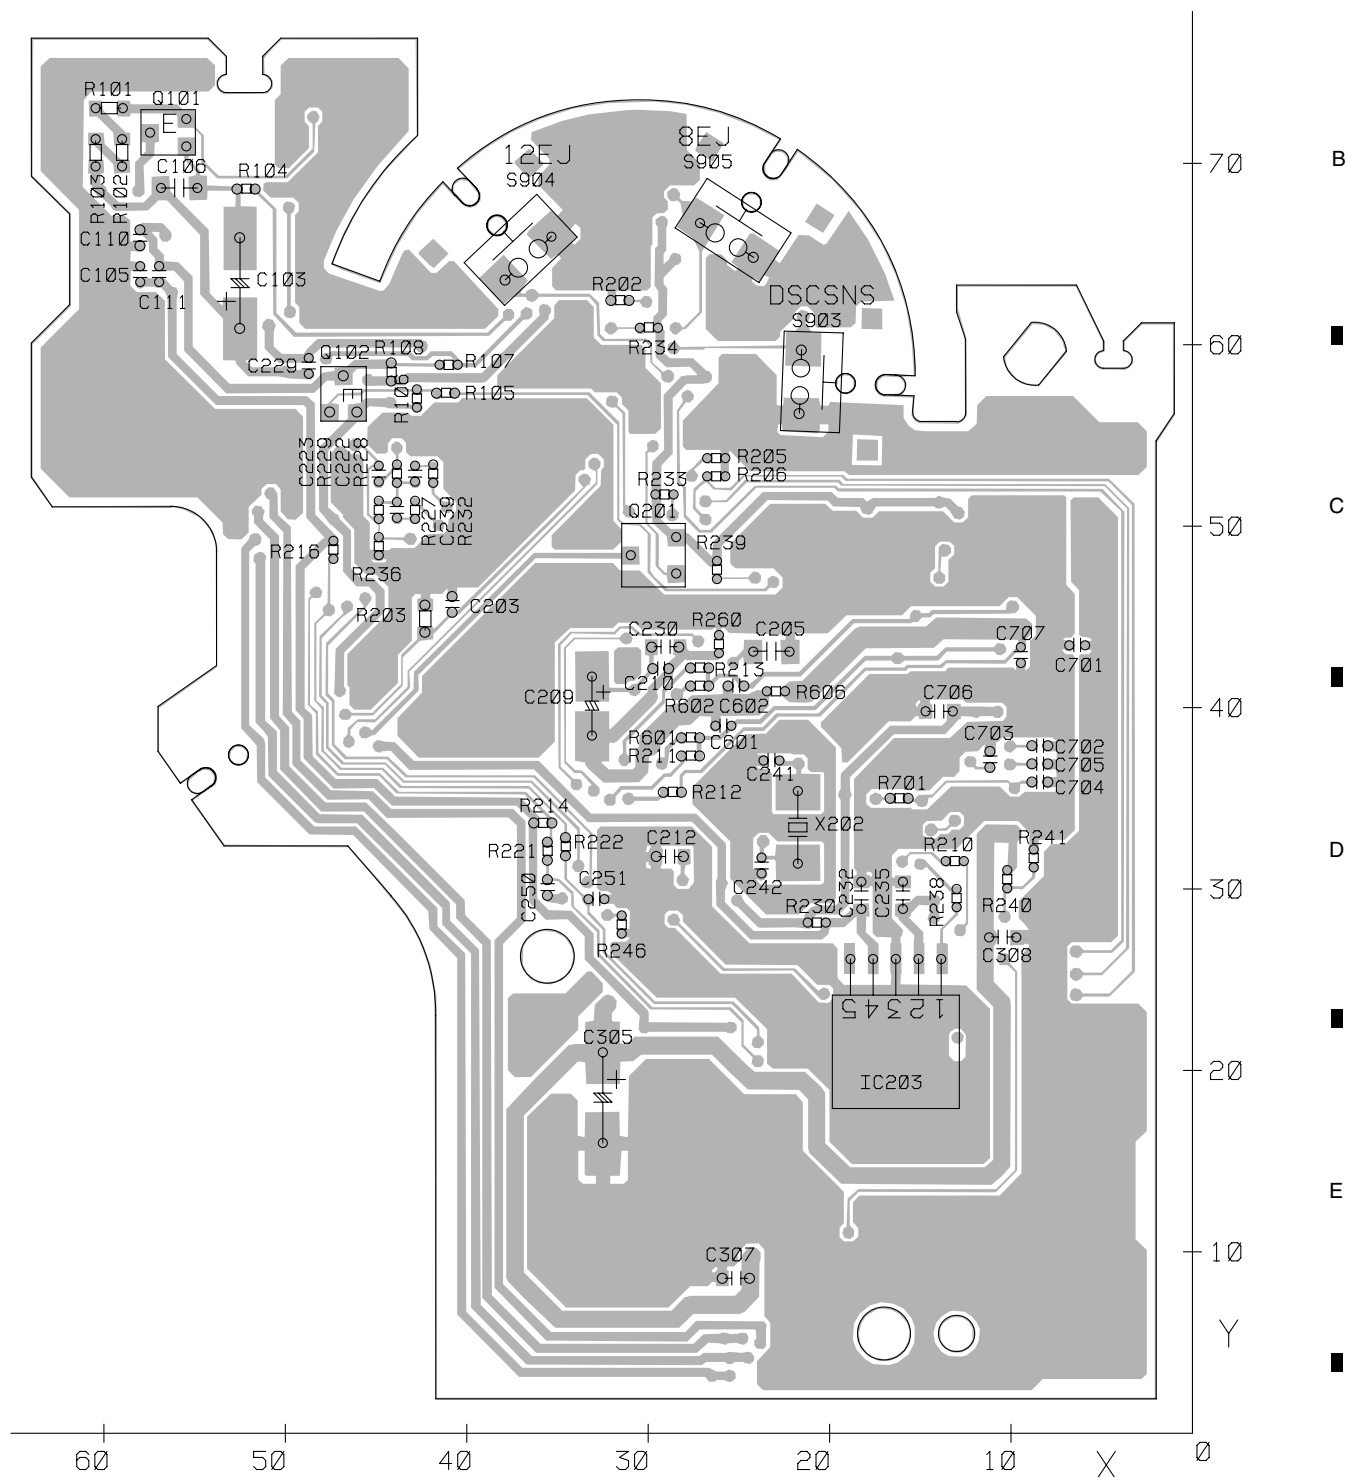 R101
Q101
E
8EJ
12EJ
S905
B
70
C106
R104
S904
R103
R102
C110
C105
C103
R202
DSCSNS
C111
+
S903
R234
60
Q102
R108
R107
C229
E
R106
R105
C223
R229
C222
R228
R205
R206
R233
R227
C239
R232
Q201
C
50
R216
R239
R236
R203
C203
R260
C230
C205
C707
R213
C701
C210
C209
+
R606
C706
R602
C602
40
R601
C601
C703
C702
R211
C705
C241
R701
C704
R212
R214
X202
C212
R241
R222
R210
D
R221
C242
C251
C250
C232
C235
R238
30
R230
R240
R246
C308
5
4
3
2
1
C305
+
IC203
20
E
C307
10
Y
60
50
40
30
20
10
X
0